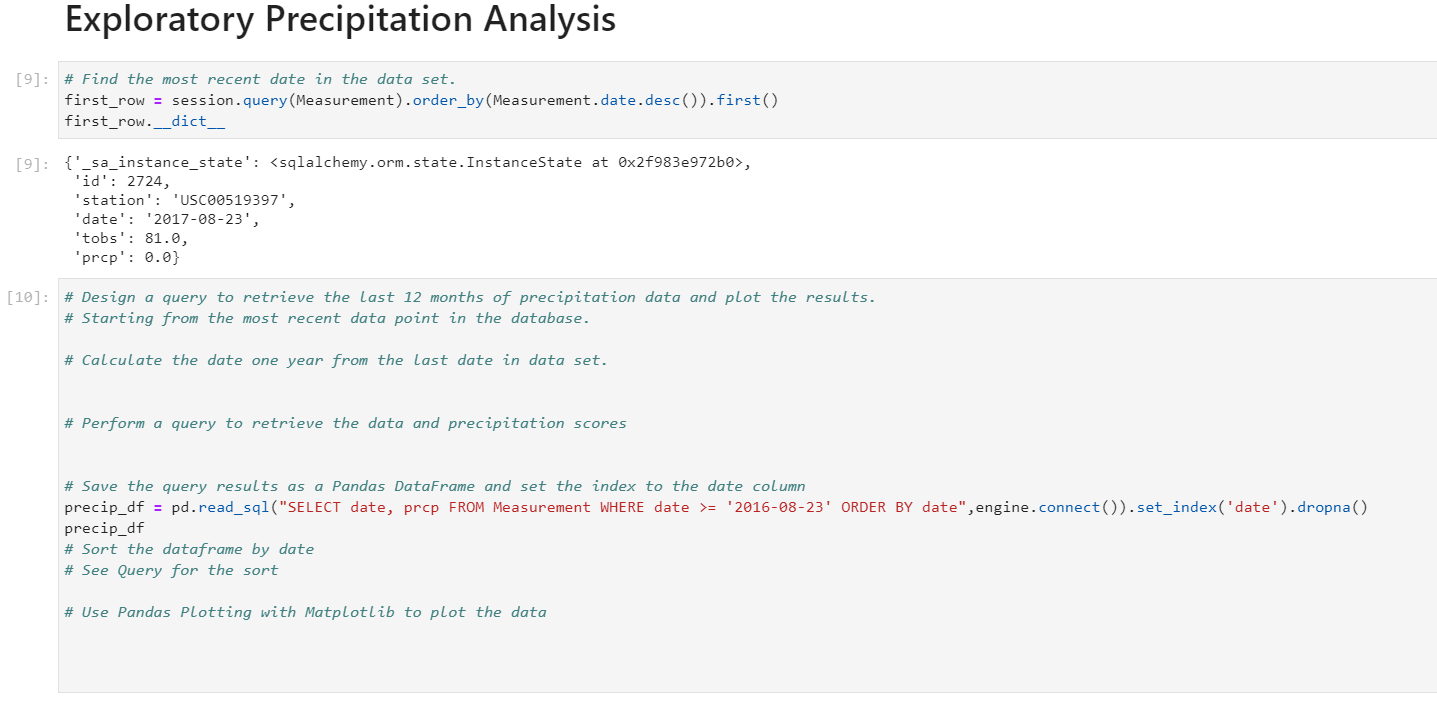 Exploratory Precipitation Analysis
[9]: # Find the most recent date in the data set.
first_row = session.query(Measurement).order_by(Measurement.date.desc()).first()
first_row.__dict__
[9]: {'_sa_instance_state': <sqlalchemy.orm.state.InstanceState at 0x2f983e972b0>,
'id': 2724,
'station': 'USC00519397',
'date': '2017-08-23',
'tobs': 81.0,
'prcp': 0.0}
[10]: # Design a query to retrieve the last 12 months of precipitation data and plot the results.
# Starting from the most recent data point in the database.
# Calculate the date one year from the last date in data set.
# Perform a query to retrieve the data and precipitation scores
# Save the query results as a Pandas DataFrame and set the index to the date column
precip_df = pd.read_sql("SELECT date, prcp FROM Measurement WHERE date >= '2016-08-23' ORDER BY date",engine.connect()).set_index('date').dropna()
precip_df
# Sort the dataframe by date
# See Query for the sort
# Use Pandas Plotting with Matplotlib to plot the data